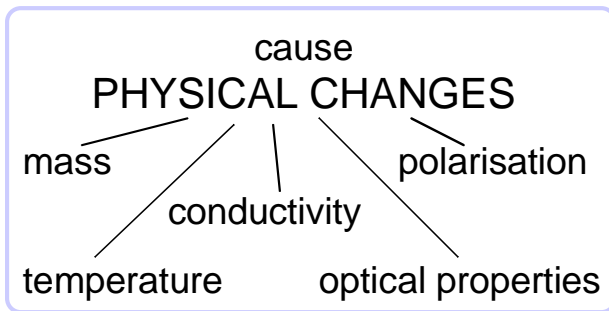 cause
PHYSICAL CHANGES
mass
polarisation
conductivity
temperature
optical properties